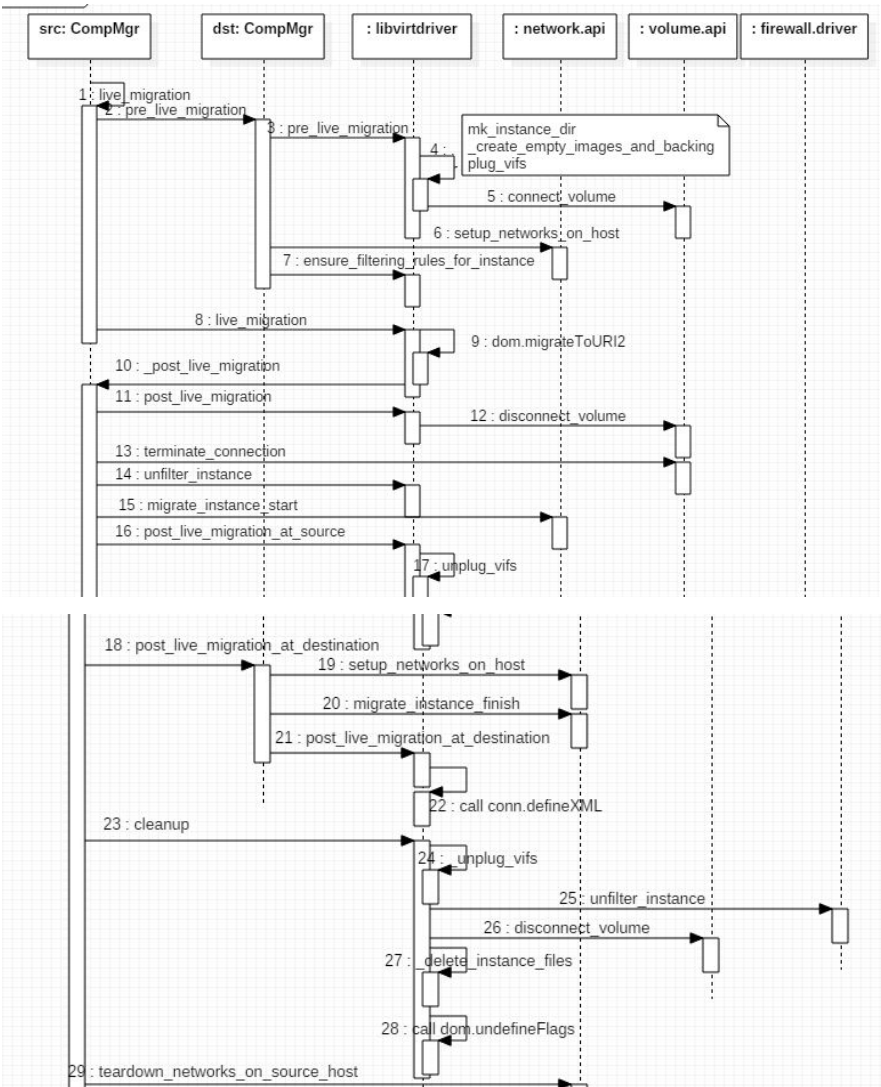 src: CompMgr
dst: CompMgr
: libvirtdriver
: network.api
: volume.api
: firewall.driver
1 : live_migration
2 : pre_live_migration
3 : pre_live_migration
4 :
mk_instance_dir
_create_empty_images_and_backing
plug_vifs
5 : connect_volume
6 : setup_networks_on_host
7 : ensure_filtering_rules_for_instance
8 : live_migration
9 : dom.migrateToURI2
10 : _post_live_migration
11 : post_live_migration
12 : disconnect_volume
13 : terminate_connection
14 : unfilter_instance
15 : migrate_instance_start
16 : post_live_migration_at_source
17 : unplug_vifs
18 : post_live_migration_at_destination
19 : setup_networks_on_host
20 : migrate_instance_finish
21 : post_live_migration_at_destination
22 : call conn.defineXML
23 : cleanup
24 : _unplug_vifs
25 : unfilter_instance
26 : disconnect_volume
27 : _delete_instance_files
28 : call dom.undefineFlags
29 : teardown_networks_on_source_host